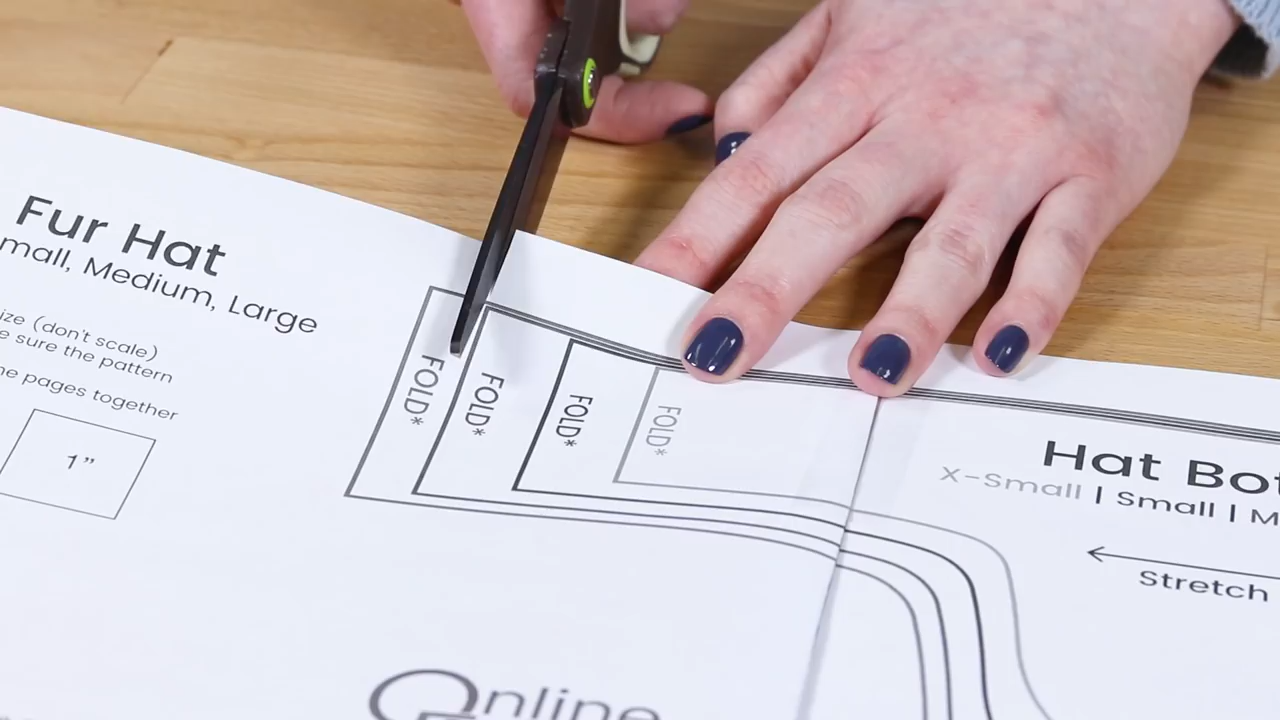 Fur Hat
mall, Medium, Large
ize (don't scale)
e sure the pattern
ne pages together
1”
FOLD*
FOLD*
FOLD*
FOLD*
Hat Bot
X-Small | Small | M
Stretch
Online